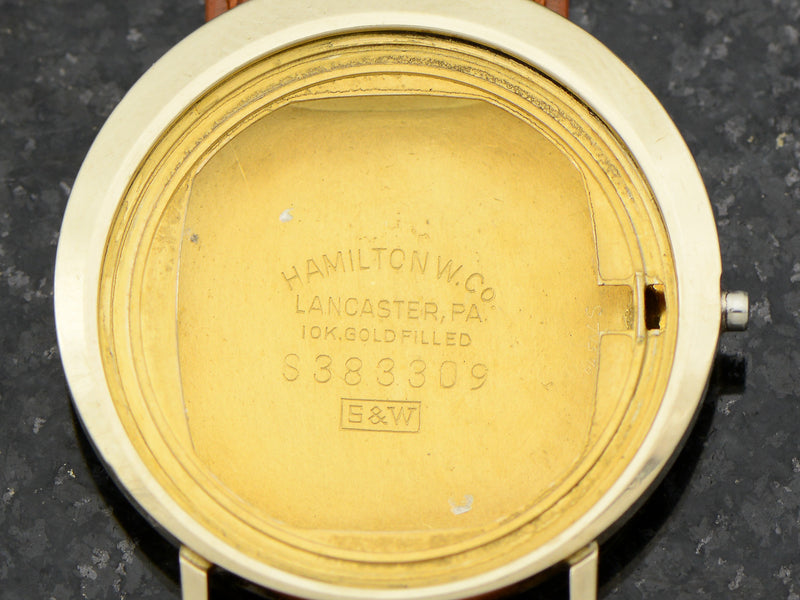 HAMILTON W. CO.
LANCASTER, PA.
10K. GOLD FILLED
S383309
S&W